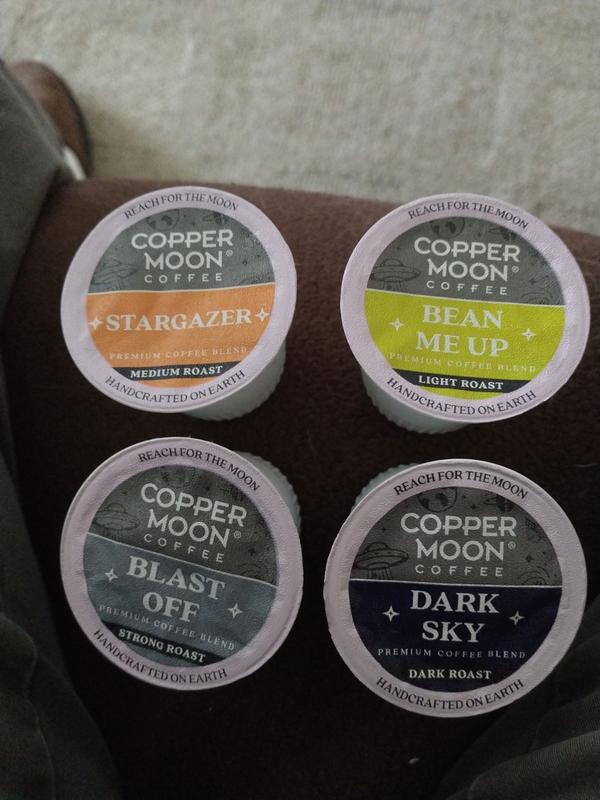 REACH FOR THE MOON
COPPER
MOON®
COFFEE
STARGAZER
PREMIUM COFFEE BLEND
MEDIUM ROAST
HANDCRAFTED ON EARTH
REACH FOR THE MOON
COPPER
MOON®
COFFEE
BEAN
ME UP
PREMIUM COFFEE BLEND
LIGHT ROAST
HANDCRAFTED ON EARTH
REACH FOR THE MOON
COPPER
MOON®
COFFEE
BLAST
OFF
PREMIUM COFFEE BLEND
STRONG ROAST
HANDCRAFTED ON EARTH
REACH FOR THE MOON
COPPER
MOON®
COFFEE
DARK
SKY
PREMIUM COFFEE BLEND
DARK ROAST
HANDCRAFTED ON EARTH